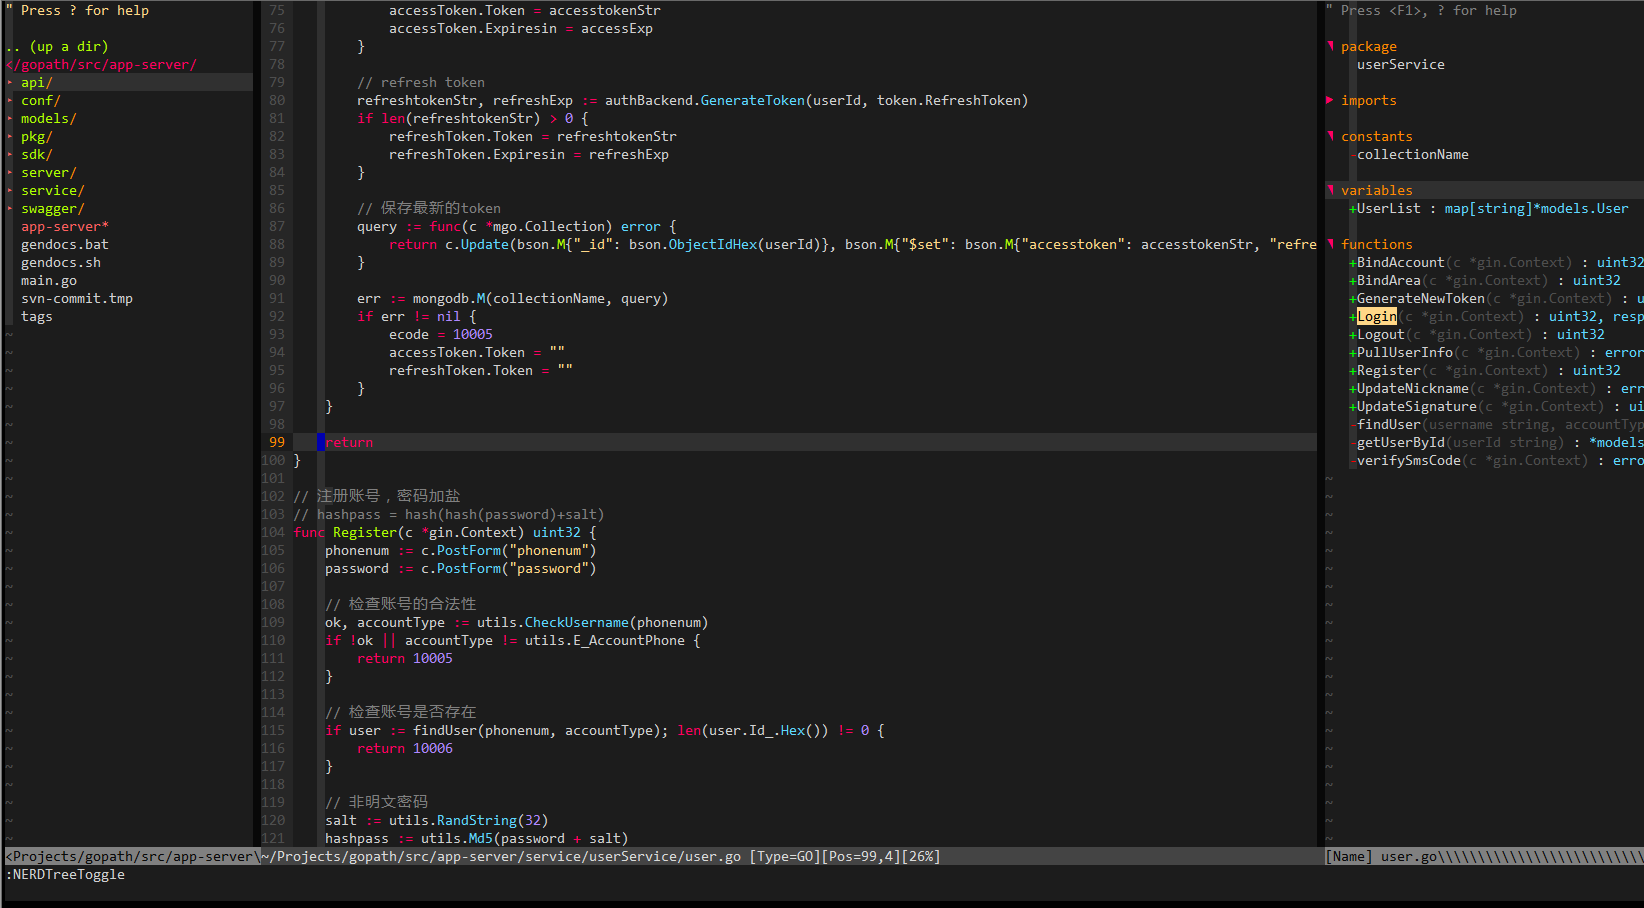 " Press ? for help
.. (up a dir)
</gopath/src/app-server/
▸ api/
▸ conf/
▸ models/
▸ pkg/
▸ sdk/
▸ server/
▸ service/
▸ swagger/
app-server*
gendocs.bat
gendocs.sh
main.go
svn-commit.tmp
tags
75 accessToken.Token = accesstokenStr
76 accessToken.Expiresin = accessExp
77 }
78
79 // refresh token
80 refreshtokenStr, refreshExp := authBackend.GenerateToken(userId, token.RefreshToken)
81 if len(refreshtokenStr) > 0 {
82 refreshToken.Token = refreshtokenStr
83 refreshToken.Expiresin = refreshExp
84 }
85
86 // 保存最新的token
87 query := func(c *mgo.Collection) error {
88 return c.Update(bson.M{"_id": bson.ObjectIdHex(userId)}, bson.M{"$set": bson.M{"accesstoken": accesstokenStr, "refre
89 }
90
91 err := mongodb.M(collectionName, query)
92 if err != nil {
93 ecode = 10005
94 accessToken.Token = ""
95 refreshToken.Token = ""
96 }
97 }
98
99 return
100 }
101
102 // 注册账号，密码加盐
103 // hashpass = hash(hash(password)+salt)
104 func Register(c *gin.Context) uint32 {
105 phonenum := c.PostForm("phonenum")
106 password := c.PostForm("password")
107
108 // 检查账号的合法性
109 ok, accountType := utils.CheckUsername(phonenum)
110 if !ok || accountType != utils.E_AccountPhone {
111 return 10005
112 }
113
114 // 检查账号是否存在
115 if user := findUser(phonenum, accountType); len(user.Id_.Hex()) != 0 {
116 return 10006
117 }
118
119 // 非明文密码
120 salt := utils.RandString(32)
121 hashpass := utils.Md5(password + salt)
" Press <F1>, ? for help
▼ package
userService
▶ imports
▼ constants
-collectionName
▼ variables
+UserList : map[string]*models.User
▼ functions
+BindAccount(c *gin.Context) : uint32
+BindArea(c *gin.Context) : uint32
+GenerateNewToken(c *gin.Context) : u
+Login(c *gin.Context) : uint32, resp
+Logout(c *gin.Context) : uint32
+PullUserInfo(c *gin.Context) : error
+Register(c *gin.Context) : uint32
+UpdateNickname(c *gin.Context) : err
+UpdateSignature(c *gin.Context) : ui
-findUser(username string, accountTyp
-getUserById(userId string) : *models
-verifySmsCode(c *gin.Context) : erro
<Projects/gopath/src/app-server\ ~/Projects/gopath/src/app-server/service/userService/user.go [Type=GO][Pos=99,4][26%] [Name] user.go\\\\\\\\\\\\\\\\\\\\\\\\\\
:NERDTreeToggle